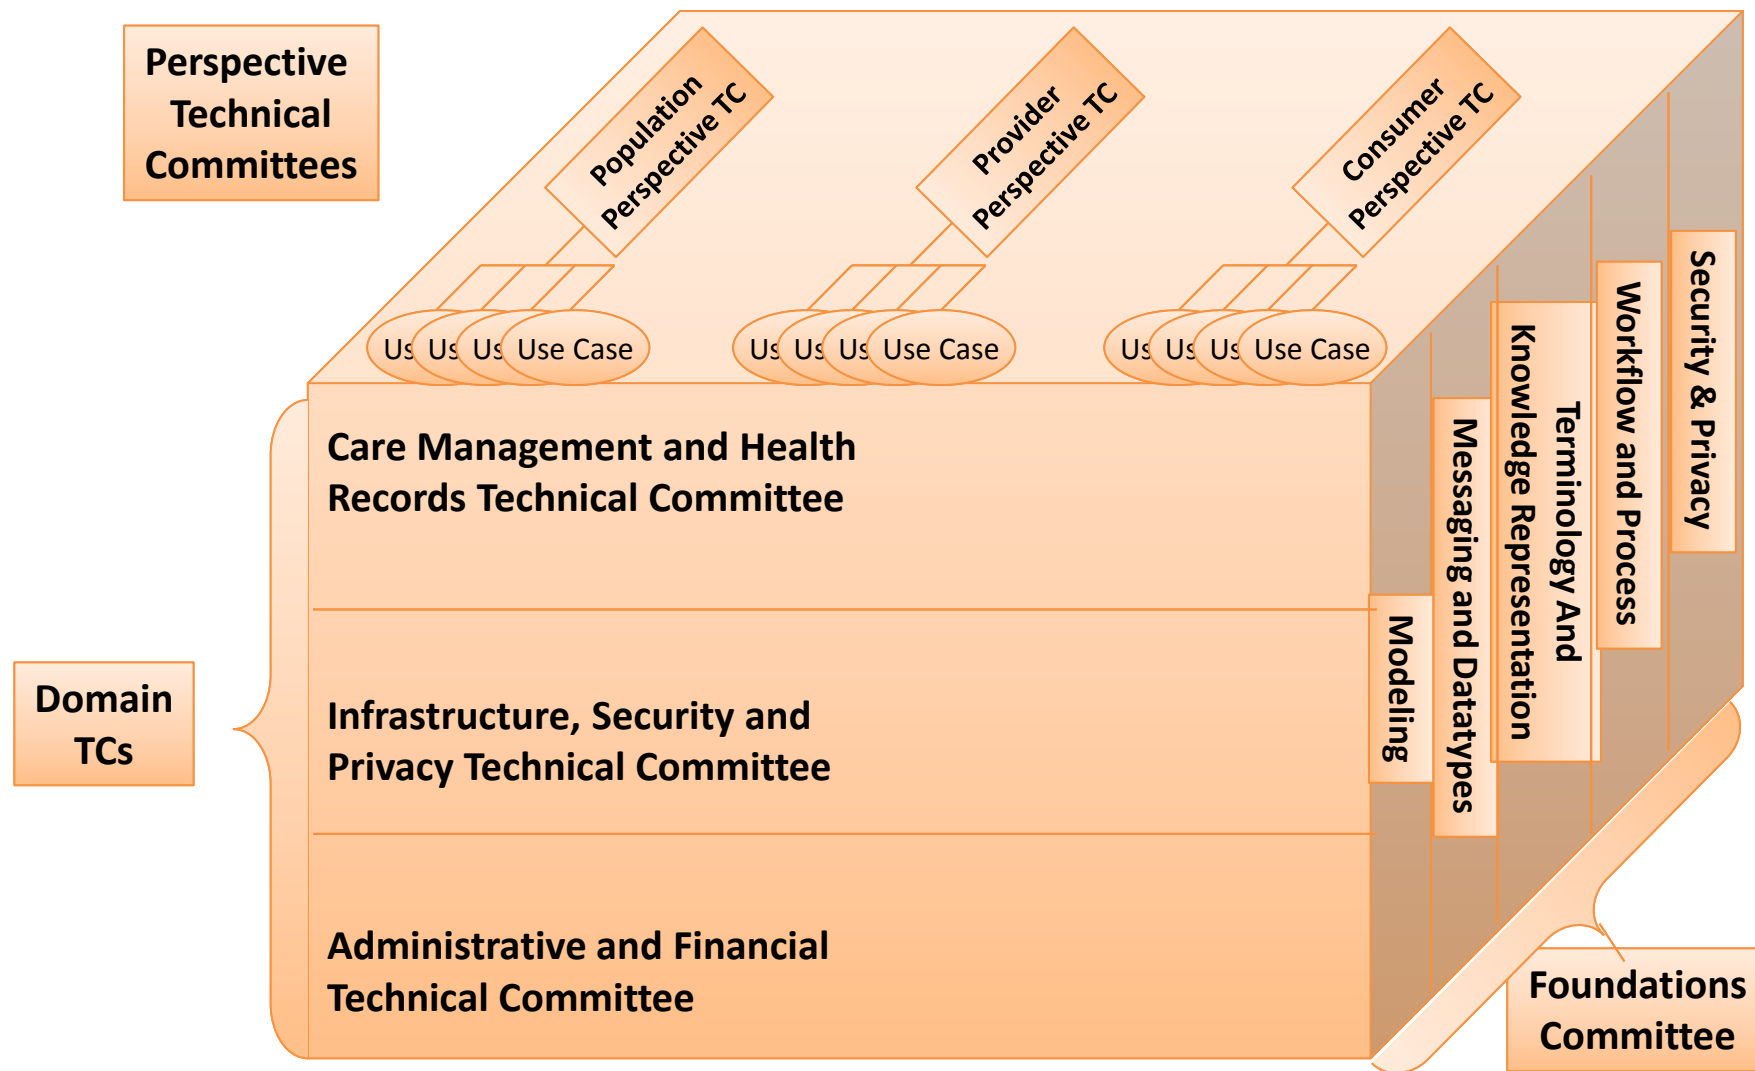 Perspective
Technical
Committees
Population
Perspective TC
Provider
Perspective TC
Consumer
Perspective TC
Us
Us
Us
Use Case
Us
Us
Us
Use Case
Us
Us
Us
Use Case
Care Management and Health
Records Technical Committee
Infrastructure, Security and
Privacy Technical Committee
Administrative and Financial
Technical Committee
Domain
TCs
Modeling
Messaging and Datatypes
Terminology And
Knowledge Representation
Workflow and Process
Security & Privacy
Foundations
Committee